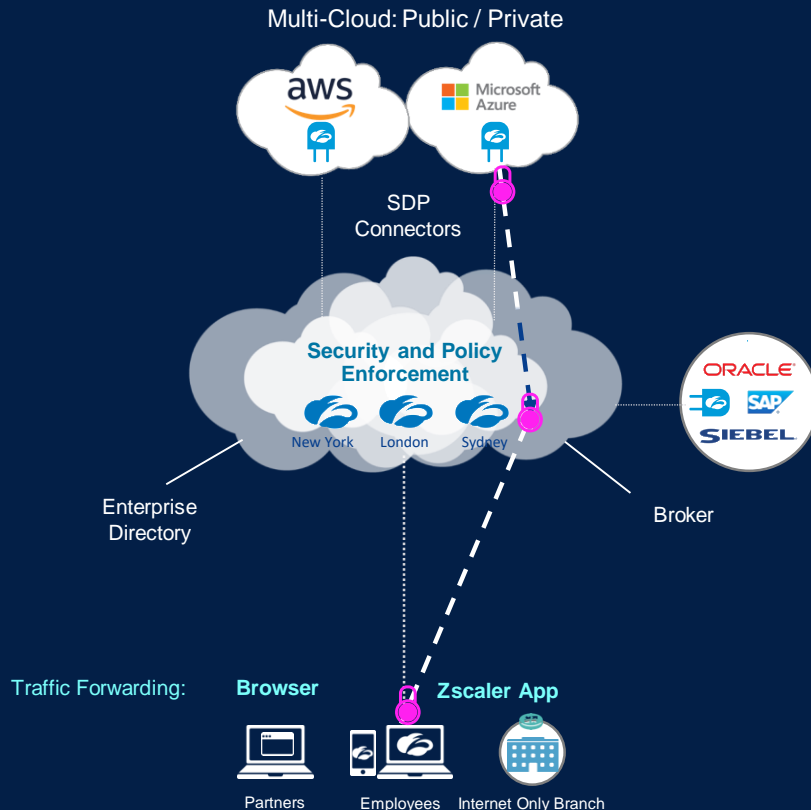 Multi-Cloud: Public / Private
aws
Microsoft
Azure
SDP
Connectors
Security and Policy
Enforcement
New York
London
Sydney
ORACLE
SAP
SIEBEL
Enterprise
Directory
Broker
Traffic Forwarding:
Browser
Zscaler App
Partners
Employees
Internet Only Branch